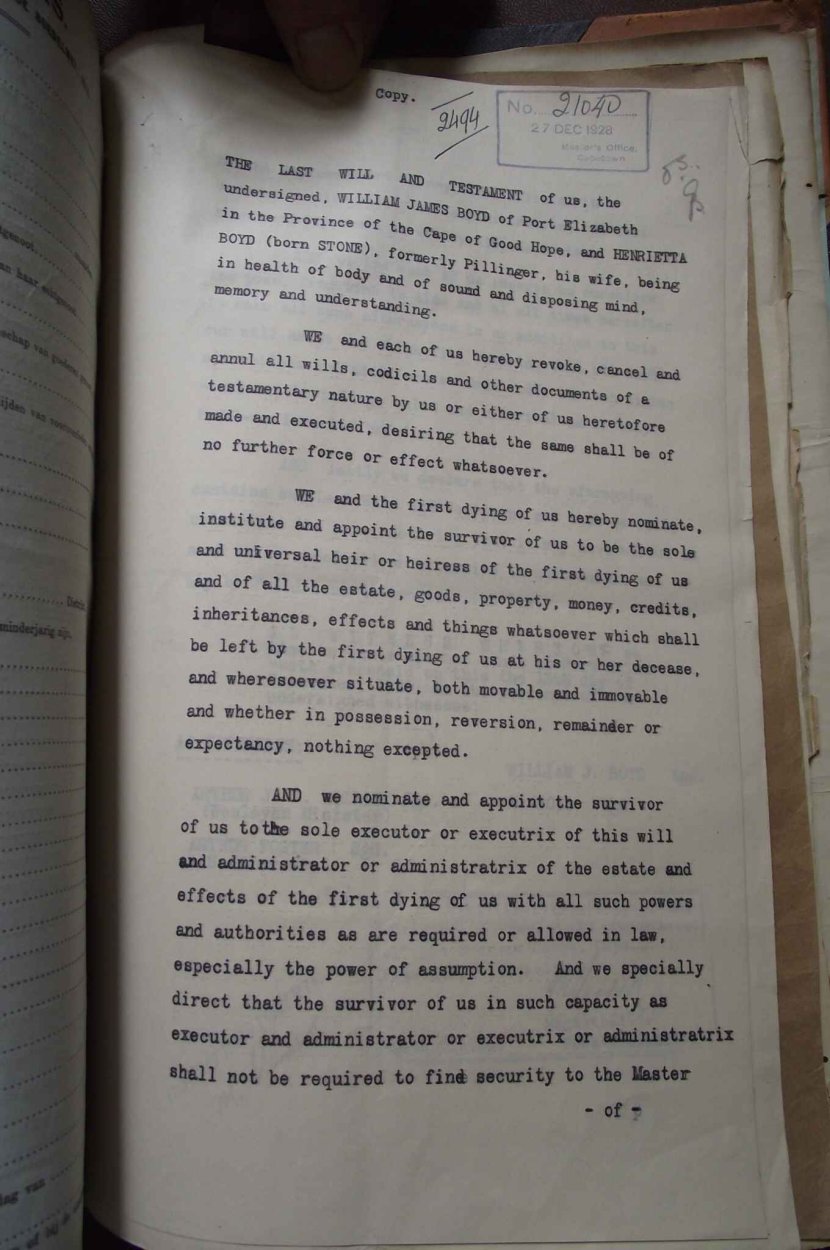 Copy.
2494
No. 21040
27 DEC 1928
Master's Office,
Capetown
THE LAST WILL AND TESTAMENT of us, the
undersigned, WILLIAM JAMES BOYD of Port Elizabeth
in the Province of the Cape of Good Hope, and HENRIETTA
BOYD (born STONE), formerly Pillinger, his wife, being
in health of body and of sound and disposing mind,
memory and understanding.
WE and each of us hereby revoke, cancel and
annul all wills, codicils and other documents of a
testamentary nature by us or either of us heretofore
made and executed, desiring that the same shall be of
no further force or effect whatsoever.
WE and the first dying of us hereby nominate,
institute and appoint the survivor of us to be the sole
and universal heir or heiress of the first dying of us
and of all the estate, goods, property, money, credits,
inheritances, effects and things whatsoever which shall
be left by the first dying of us at his or her decease,
and wheresoever situate, both movable and immovable
and whether in possession, reversion, remainder or
expectancy, nothing excepted.
AND we nominate and appoint the survivor
of us to the sole executor or executrix of this will
and administrator or administratrix of the estate and
effects of the first dying of us with all such powers
and authorities as are required or allowed in law,
especially the power of assumption. And we specially
direct that the survivor of us in such capacity as
executor and administrator or executrix or administratrix
shall not be required to find security to the Master
- of -
minderjarig zijn.